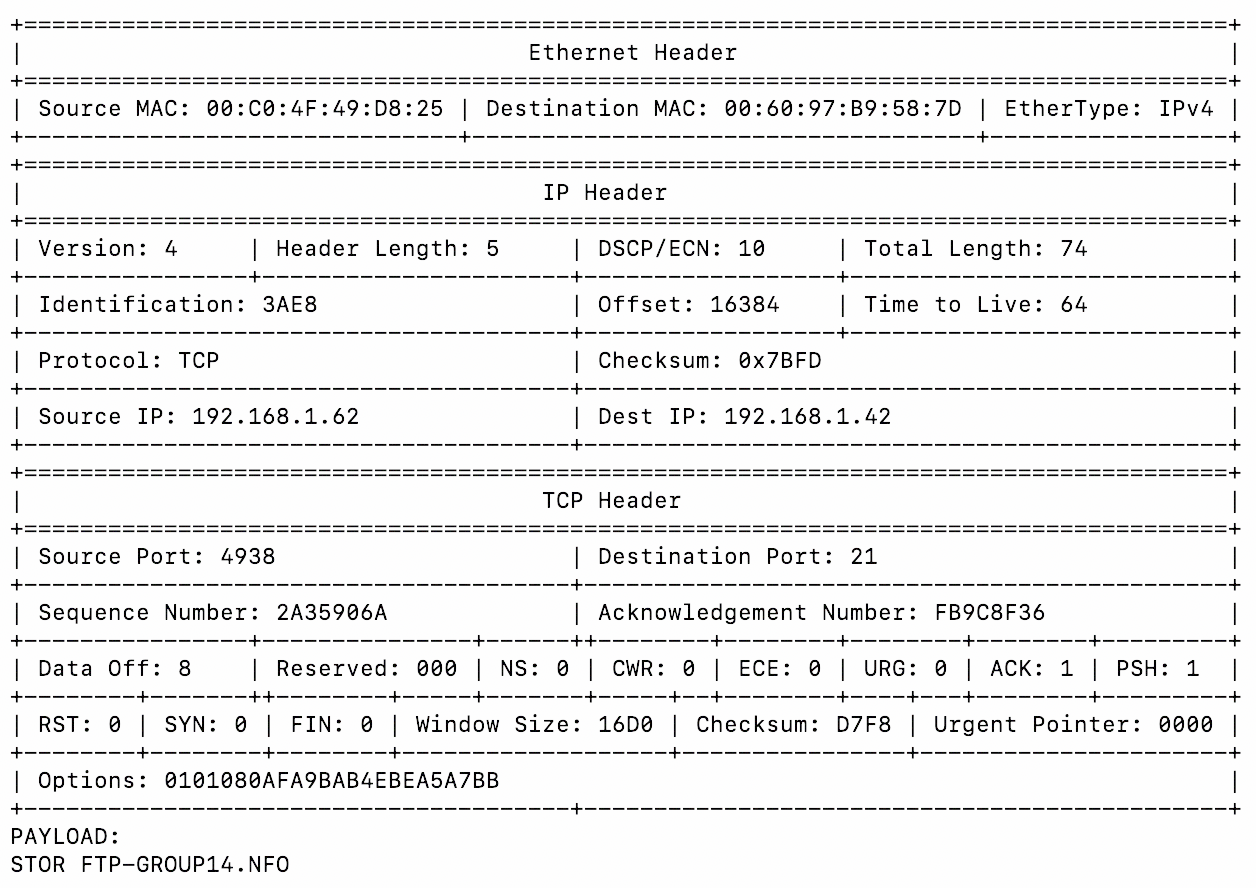 Ethernet Header
Source MAC: 00:C0:4F:49:D8:25 | Destination MAC: 00:60:97:B9:58:7D | EtherType: IPv4
IP Header
Version: 4 | Header Length: 5 | DSCP/ECN: 10 | Total Length: 74
Identification: 3AE8 | Offset: 16384 | Time to Live: 64
Protocol: TCP | Checksum: 0x7BFD
Source IP: 192.168.1.62 | Dest IP: 192.168.1.42
TCP Header
Source Port: 4938 | Destination Port: 21
Sequence Number: 2A35906A | Acknowledgement Number: FB9C8F36
Data Off: 8 | Reserved: 000 | NS: 0 | CWR: 0 | ECE: 0 | URG: 0 | ACK: 1 | PSH: 1
RST: 0 | SYN: 0 | FIN: 0 | Window Size: 16D0 | Checksum: D7F8 | Urgent Pointer: 0000
Options: 0101080AFA9BAB4EBEA5A7BB
PAYLOAD:
STOR FTP-GROUP14.NFO